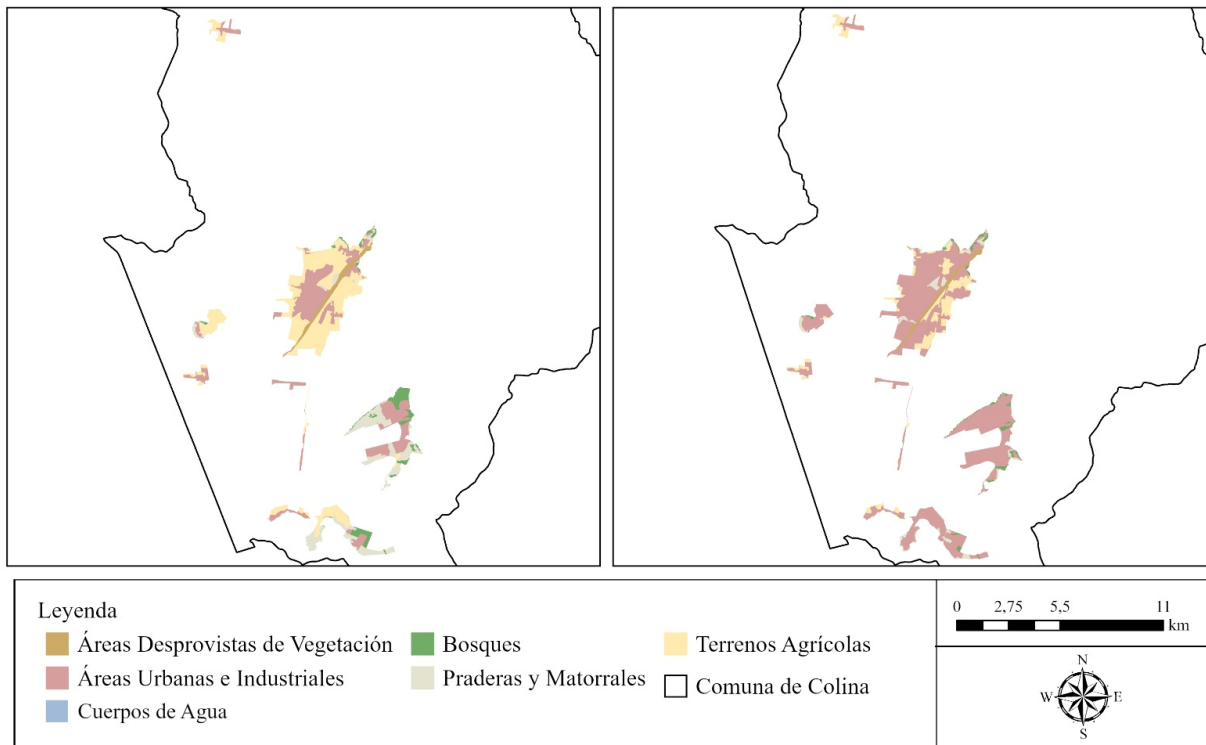 Leyenda
Áreas Desprovistas de Vegetación
Áreas Urbanas e Industriales
Cuerpos de Agua
Bosques
Praderas y Matorrales
Terrenos Agrícolas
Comuna de Colina
0 2,75 5,5 11
km
N
W E
S